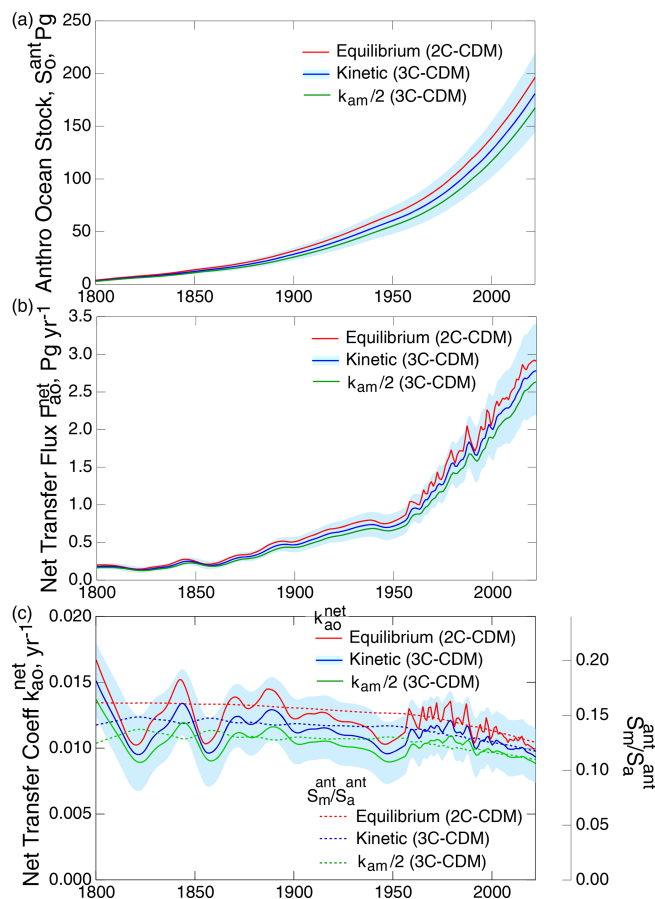 (a)
250
200
150
100
50
0
Anthro Ocean Stock, S_o^ant, Pg
Equilibrium (2C-CDM)
Kinetic (3C-CDM)
k_am/2 (3C-CDM)
1800 1850 1900 1950 2000
(b)
3.5
3.0
2.5
2.0
1.5
1.0
0.5
0.0
Net Transfer Flux F_ao^net, Pg yr^-1
Equilibrium (2C-CDM)
Kinetic (3C-CDM)
k_am/2 (3C-CDM)
1800 1850 1900 1950 2000
(c)
0.020
0.015
0.010
0.005
0.000
Net Transfer Coeff k_ao^net, yr^-1
k_ao^net
Equilibrium (2C-CDM)
Kinetic (3C-CDM)
k_am/2 (3C-CDM)
S_m^ant/S_a^ant
Equilibrium (2C-CDM)
Kinetic (3C-CDM)
k_am/2 (3C-CDM)
0.20
0.15
0.10
0.05
0.00
S_m^ant/S_a^ant
1800 1850 1900 1950 2000